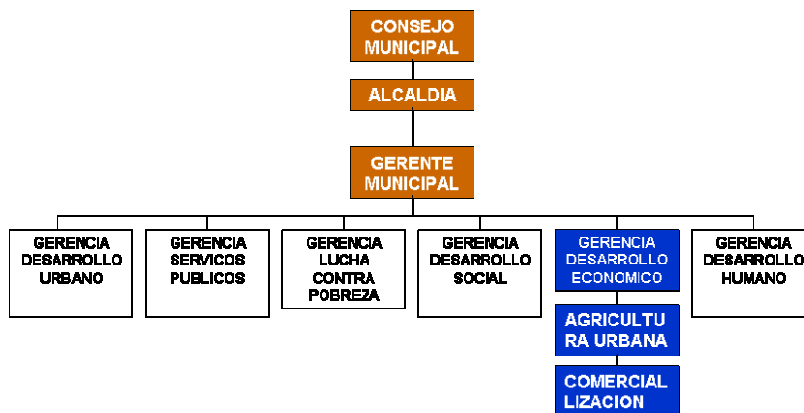 CONSEJO
MUNICIPAL
ALCALDIA
GERENTE
MUNICIPAL
GERENCIA
DESARROLLO
URBANO
GERENCIA
SERVICOS
PUBLICOS
GERENCIA
LUCHA
CONTRA
POBREZA
GERENCIA
DESARROLLO
SOCIAL
GERENCIA
DESARROLLO
ECONOMICO
GERENCIA
DESARROLLO
HUMANO
AGRICULTU
RA URBANA
COMERCIAL
LIZACION